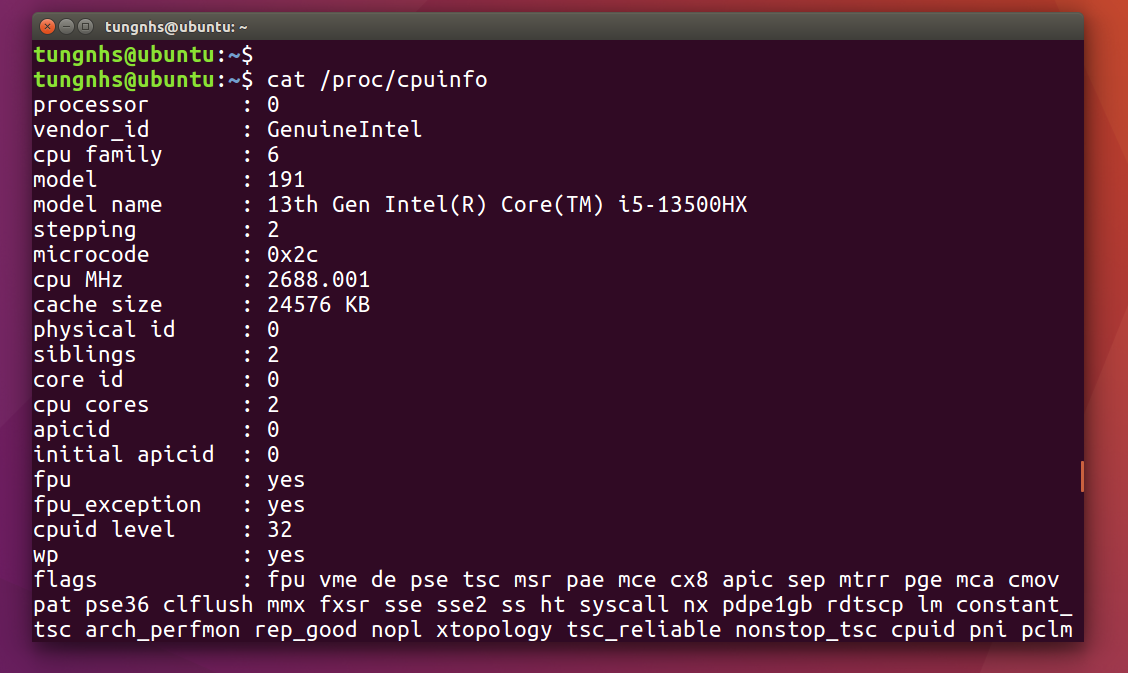 tungnhs@ubuntu: ~
tungnhs@ubuntu:~$
tungnhs@ubuntu:~$ cat /proc/cpuinfo
processor : 0
vendor_id : GenuineIntel
cpu family : 6
model : 191
model name : 13th Gen Intel(R) Core(TM) i5-13500HX
stepping : 2
microcode : 0x2c
cpu MHz : 2688.001
cache size : 24576 KB
physical id : 0
siblings : 2
core id : 0
cpu cores : 2
apicid : 0
initial apicid : 0
fpu : yes
fpu_exception : yes
cpuid level : 32
wp : yes
flags : fpu vme de pse tsc msr pae mce cx8 apic sep mtrr pge mca cmov
pat pse36 clflush mmx fxsr sse sse2 ss ht syscall nx pdpe1gb rdtscp lm constant_
tsc arch_perfmon rep_good nopl xtopology tsc_reliable nonstop_tsc cpuid pni pclm